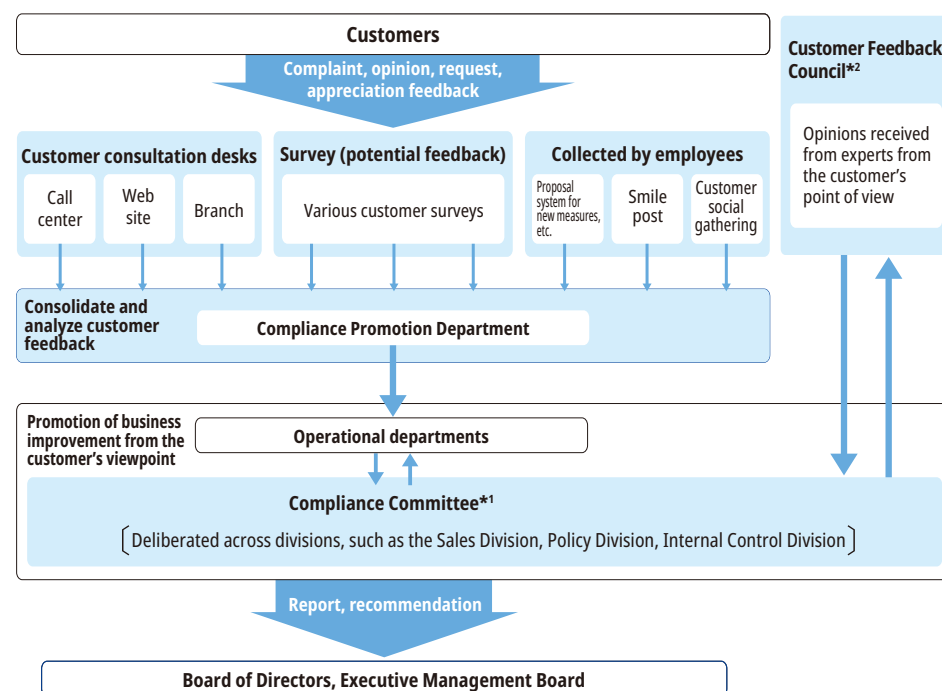 Customers
Complaint, opinion, request,
appreciation feedback
Customer Feedback
Council*2
Opinions received
from experts from
the customer's
point of view
Customer consultation desks
Call
center
Web
site
Branch
Survey (potential feedback)
Various customer surveys
Collected by employees
Proposal
system for
new measures,
etc.
Smile
post
Customer
social
gathering
Consolidate and
analyze customer
feedback
Compliance Promotion Department
Promotion of business
improvement from the
customer's viewpoint
Operational departments
Compliance Committee*1
[Deliberated across divisions, such as the Sales Division, Policy Division, Internal Control Division]
Report, recommendation
Board of Directors, Executive Management Board